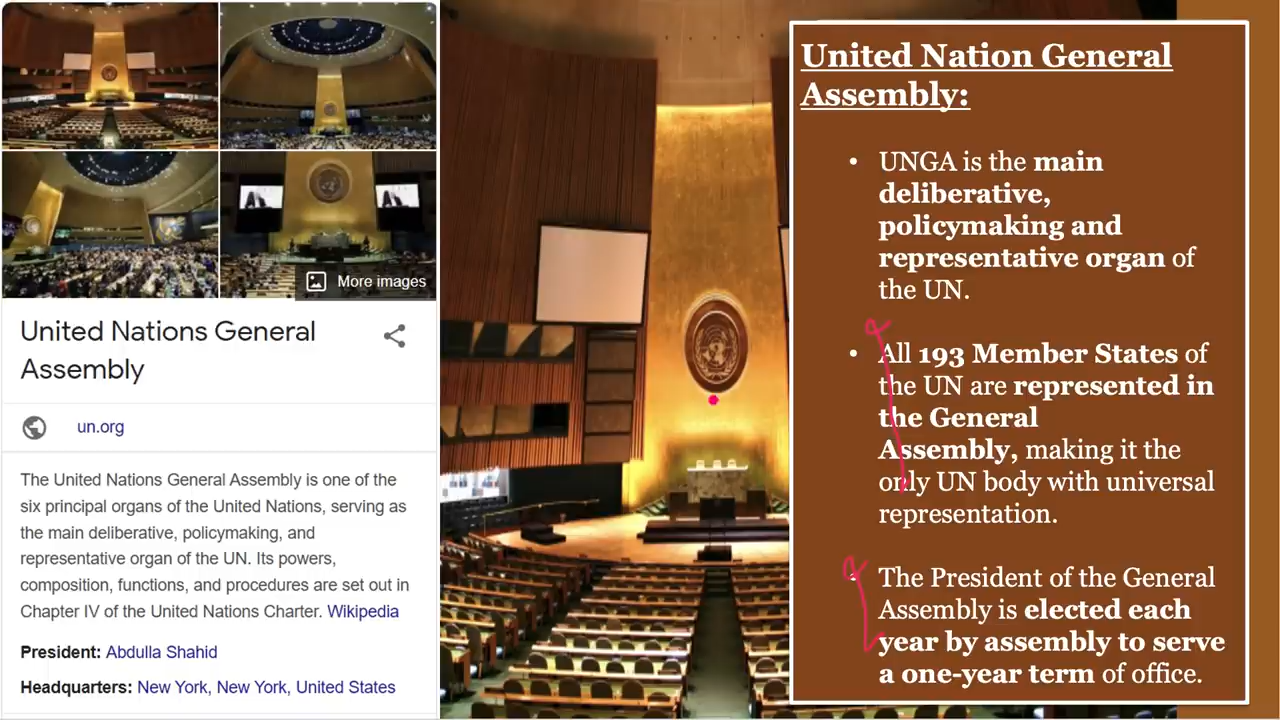 More images
United Nations General
Assembly
un.org
The United Nations General Assembly is one of the
six principal organs of the United Nations, serving as
the main deliberative, policymaking, and
representative organ of the UN. Its powers,
composition, functions, and procedures are set out in
Chapter IV of the United Nations Charter. Wikipedia
President: Abdulla Shahid
Headquarters: New York, New York, United States
United Nation General
Assembly:
• UNGA is the main
deliberative,
policymaking and
representative organ of
the UN.
• All 193 Member States of
the UN are represented in
the General
Assembly, making it the
only UN body with universal
representation.
• The President of the General
Assembly is elected each
year by assembly to serve
a one-year term of office.